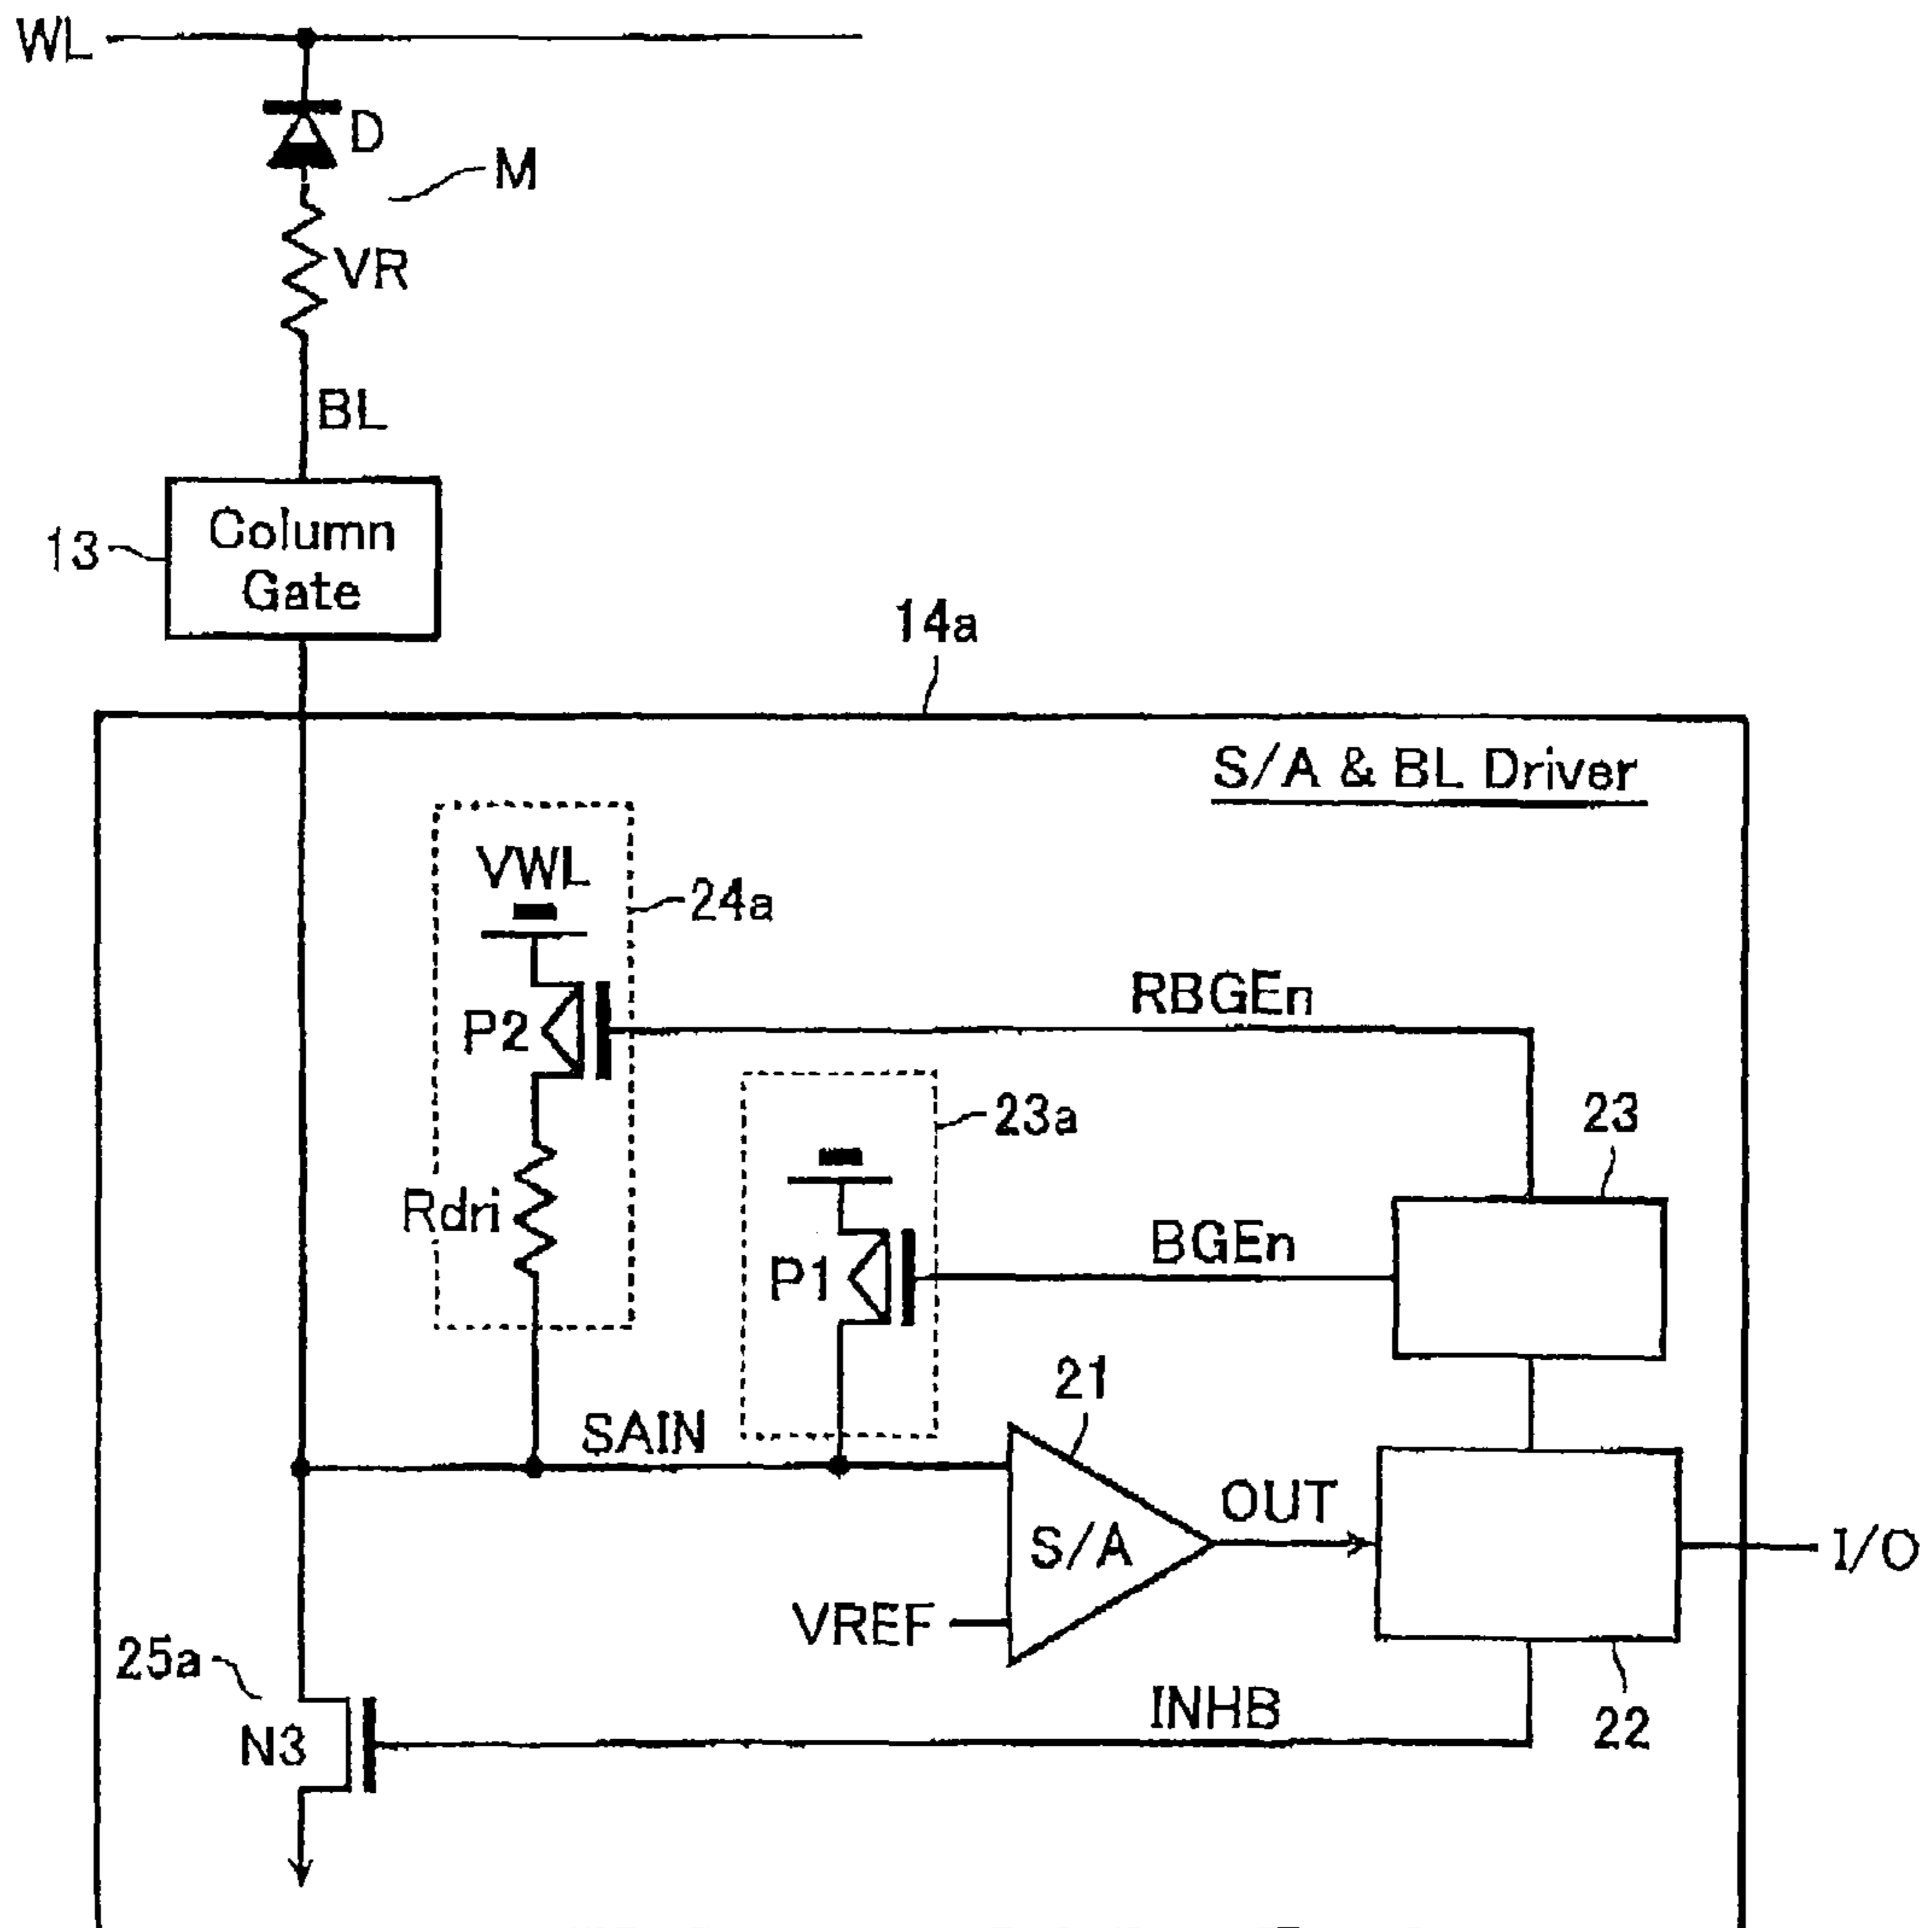 WL
D
M
VR
BL
13
Column
Gate
14a
S/A & BL Driver
VWL
24a
RBGEn
P2
23a
23
Rdri
BGEn
P1
21
SAIN
OUT
S/A
I/O
VREF
25a
INHB
22
N3